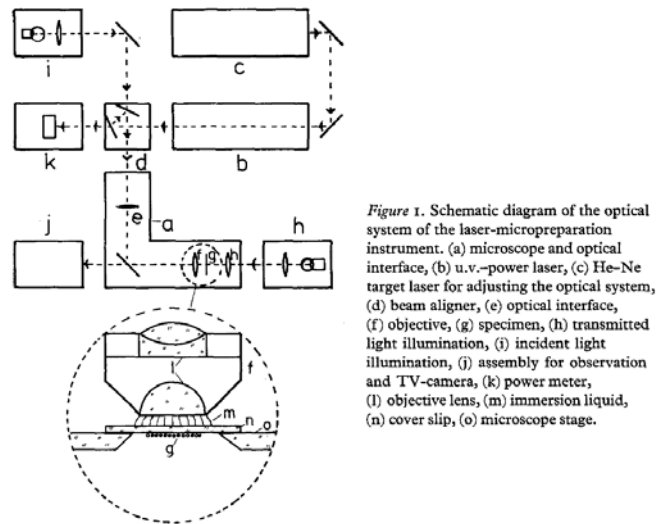 i
c
k
d
b
j
e
a
h
f
g
h
Figure 1. Schematic diagram of the optical
system of the laser-micropreparation
instrument. (a) microscope and optical
interface, (b) u.v.-power laser, (c) He–Ne
target laser for adjusting the optical system,
(d) beam aligner, (e) optical interface,
(f) objective, (g) specimen, (h) transmitted
light illumination, (i) incident light
illumination, (j) assembly for observation
and TV-camera, (k) power meter,
(l) objective lens, (m) immersion liquid,
(n) cover slip, (o) microscope stage.
l
f
m
n
o
g